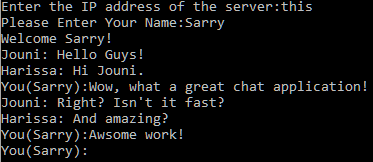 Enter the IP address of the server:this
Please Enter Your Name:Sarry
Welcome Sarry!
Jouni: Hello Guys!
Harissa: Hi Jouni.
You(Sarry):Wow, what a great chat application!
Jouni: Right? Isn't it fast?
Harissa: And amazing?
You(Sarry):Awsome work!
You(Sarry):